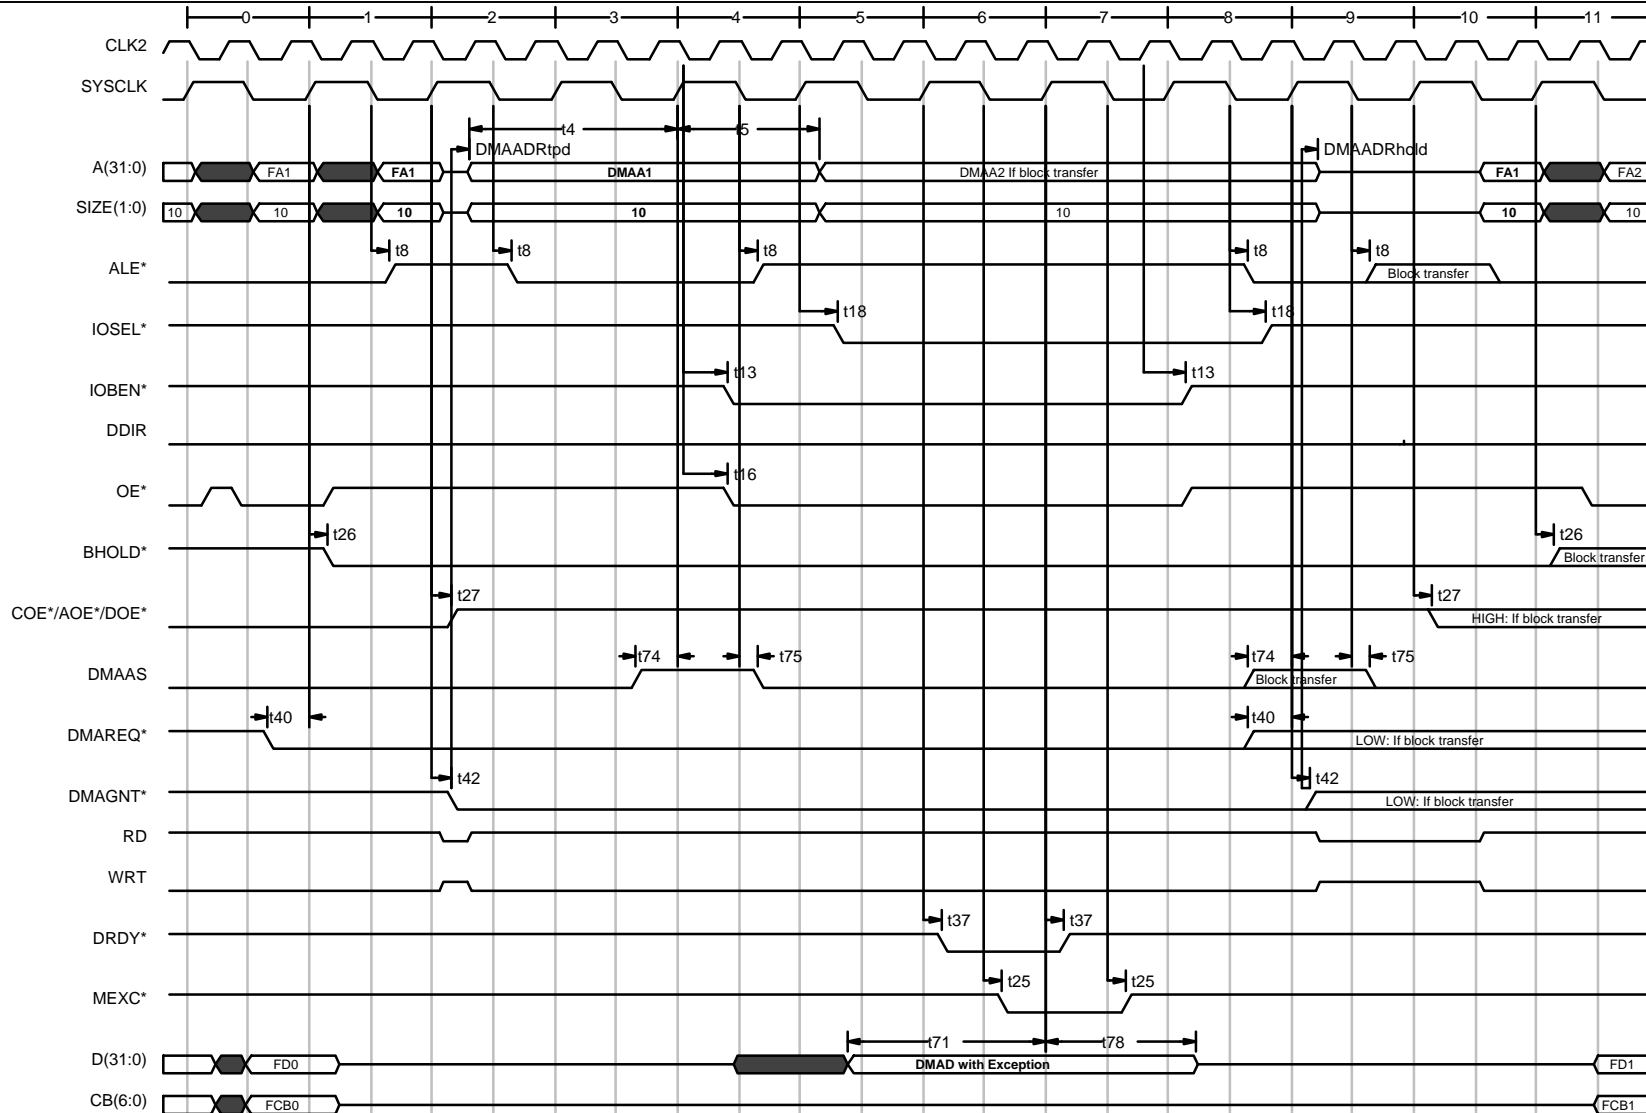 0 1 2 3 4 5 6 7 8 9 10 11
CLK2
SYSCLK
t4 t5
DMAADRtpd DMAADRhold
A(31:0) FA1 FA1 DMAA1 DMAA2 If block transfer FA1 FA2
SIZE(1:0) 10 10 10 10 10 10 10
t8 t8 t8 t8 t8
ALE* Block transfer
t18 t18
IOSEL*
t13 t13
IOBEN*
DDIR
t16
OE*
t26 t26
BHOLD* Block transfer
t27 t27
COE*/AOE*/DOE* HIGH: If block transfer
t74 t75 t74 t75
DMAAS Block transfer
t40 t40
DMAREQ* LOW: If block transfer
t42 t42
DMAGNT* LOW: If block transfer
RD
WRT
t37 t37
DRDY*
t25 t25
MEXC*
t71 t78
D(31:0) FD0 DMAD with Exception FD1
CB(6:0) FCB0 FCB1